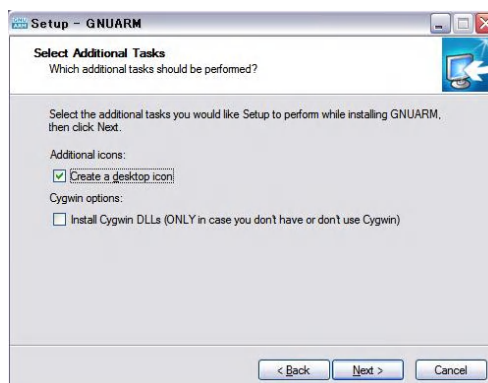 Setup - GNUARM
Select Additional Tasks
Which additional tasks should be performed?
Select the additional tasks you would like Setup to perform while installing GNUARM,
then click Next.
Additional icons:
Create a desktop icon
Cygwin options:
Install Cygwin DLLs (ONLY in case you don't have or don't use Cygwin)
< Back
Next >
Cancel